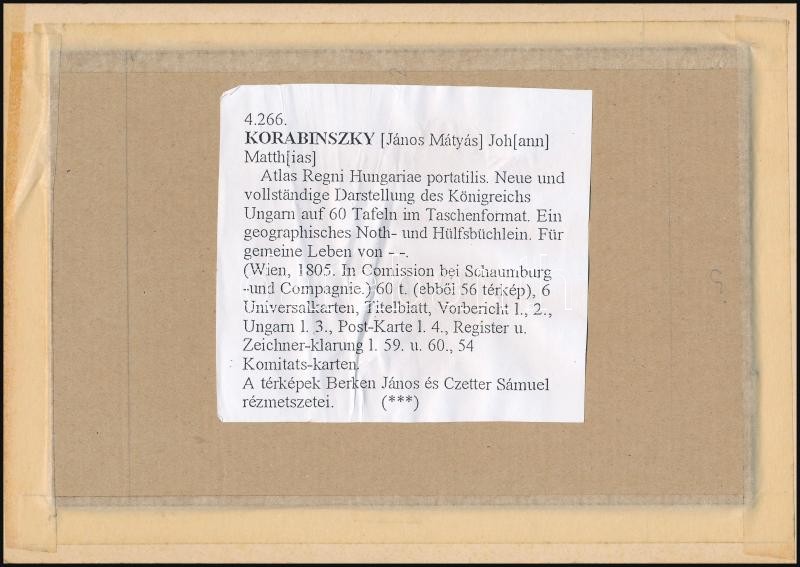 4.266.
KORABINSZKY [János Mátyás] Joh[ann]
Matth[ias]
Atlas Regni Hungariae portatilis. Neue und
vollständige Darstellung des Königreichs
Ungarn auf 60 Tafeln im Taschenformat. Ein
geographisches Noth- und Hülfsbüchlein. Für
gemeine Leben von - -.
(Wien, 1805. In Comission bei Schaumburg
-und Compagnie.) 60 t. (ebből 56 térkép), 6
Universalkarten, Titelblatt, Vorbericht l., 2.,
Ungarn l. 3., Post-Karte l. 4., Register u.
Zeichner-klarung l. 59. u. 60., 54
Komitats-karten.
A térképek Berken János és Czetter Sámuel
rézmetszetei. (***)